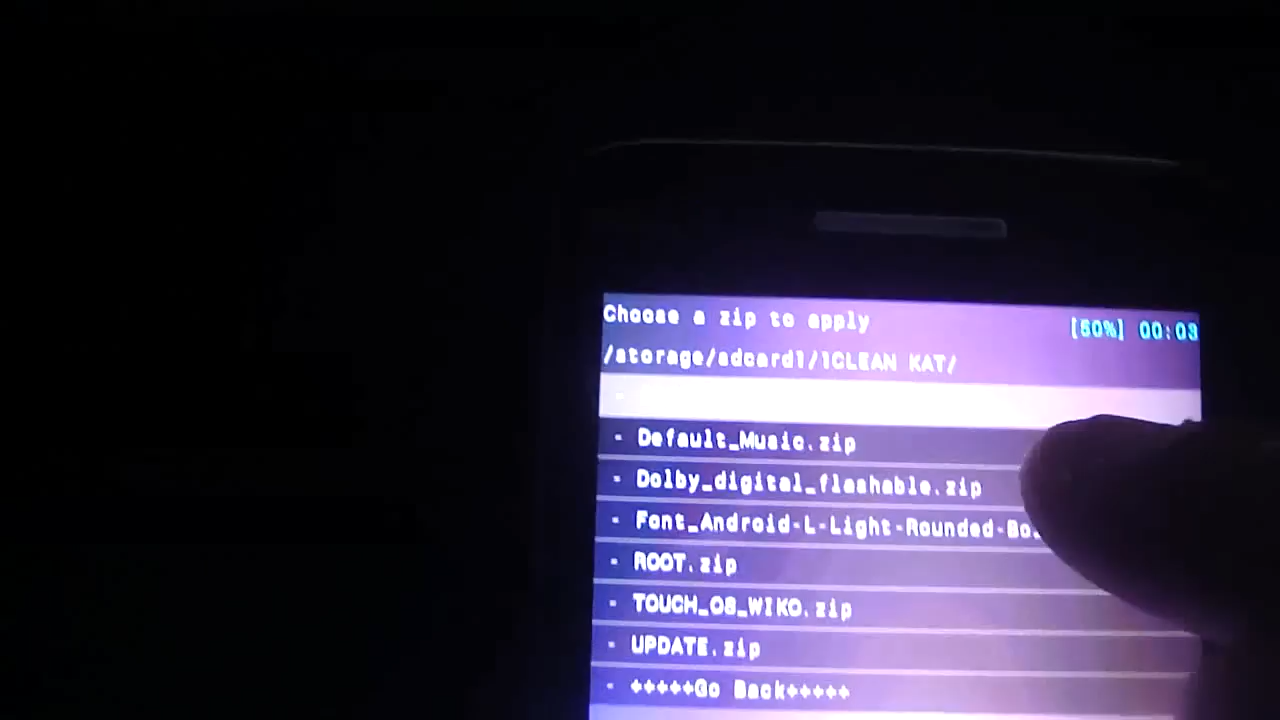 Choose a zip to apply
[50%] 00:03
/storage/sdcard1/1CLEAN KAT/
-
- Default_Music.zip
- Dolby_digital_flashable.zip
- Font_Android-L-Light-Rounded-Bo.
- ROOT.zip
- TOUCH_OS_WIKO.zip
- UPDATE.zip
- +++++Go Back+++++